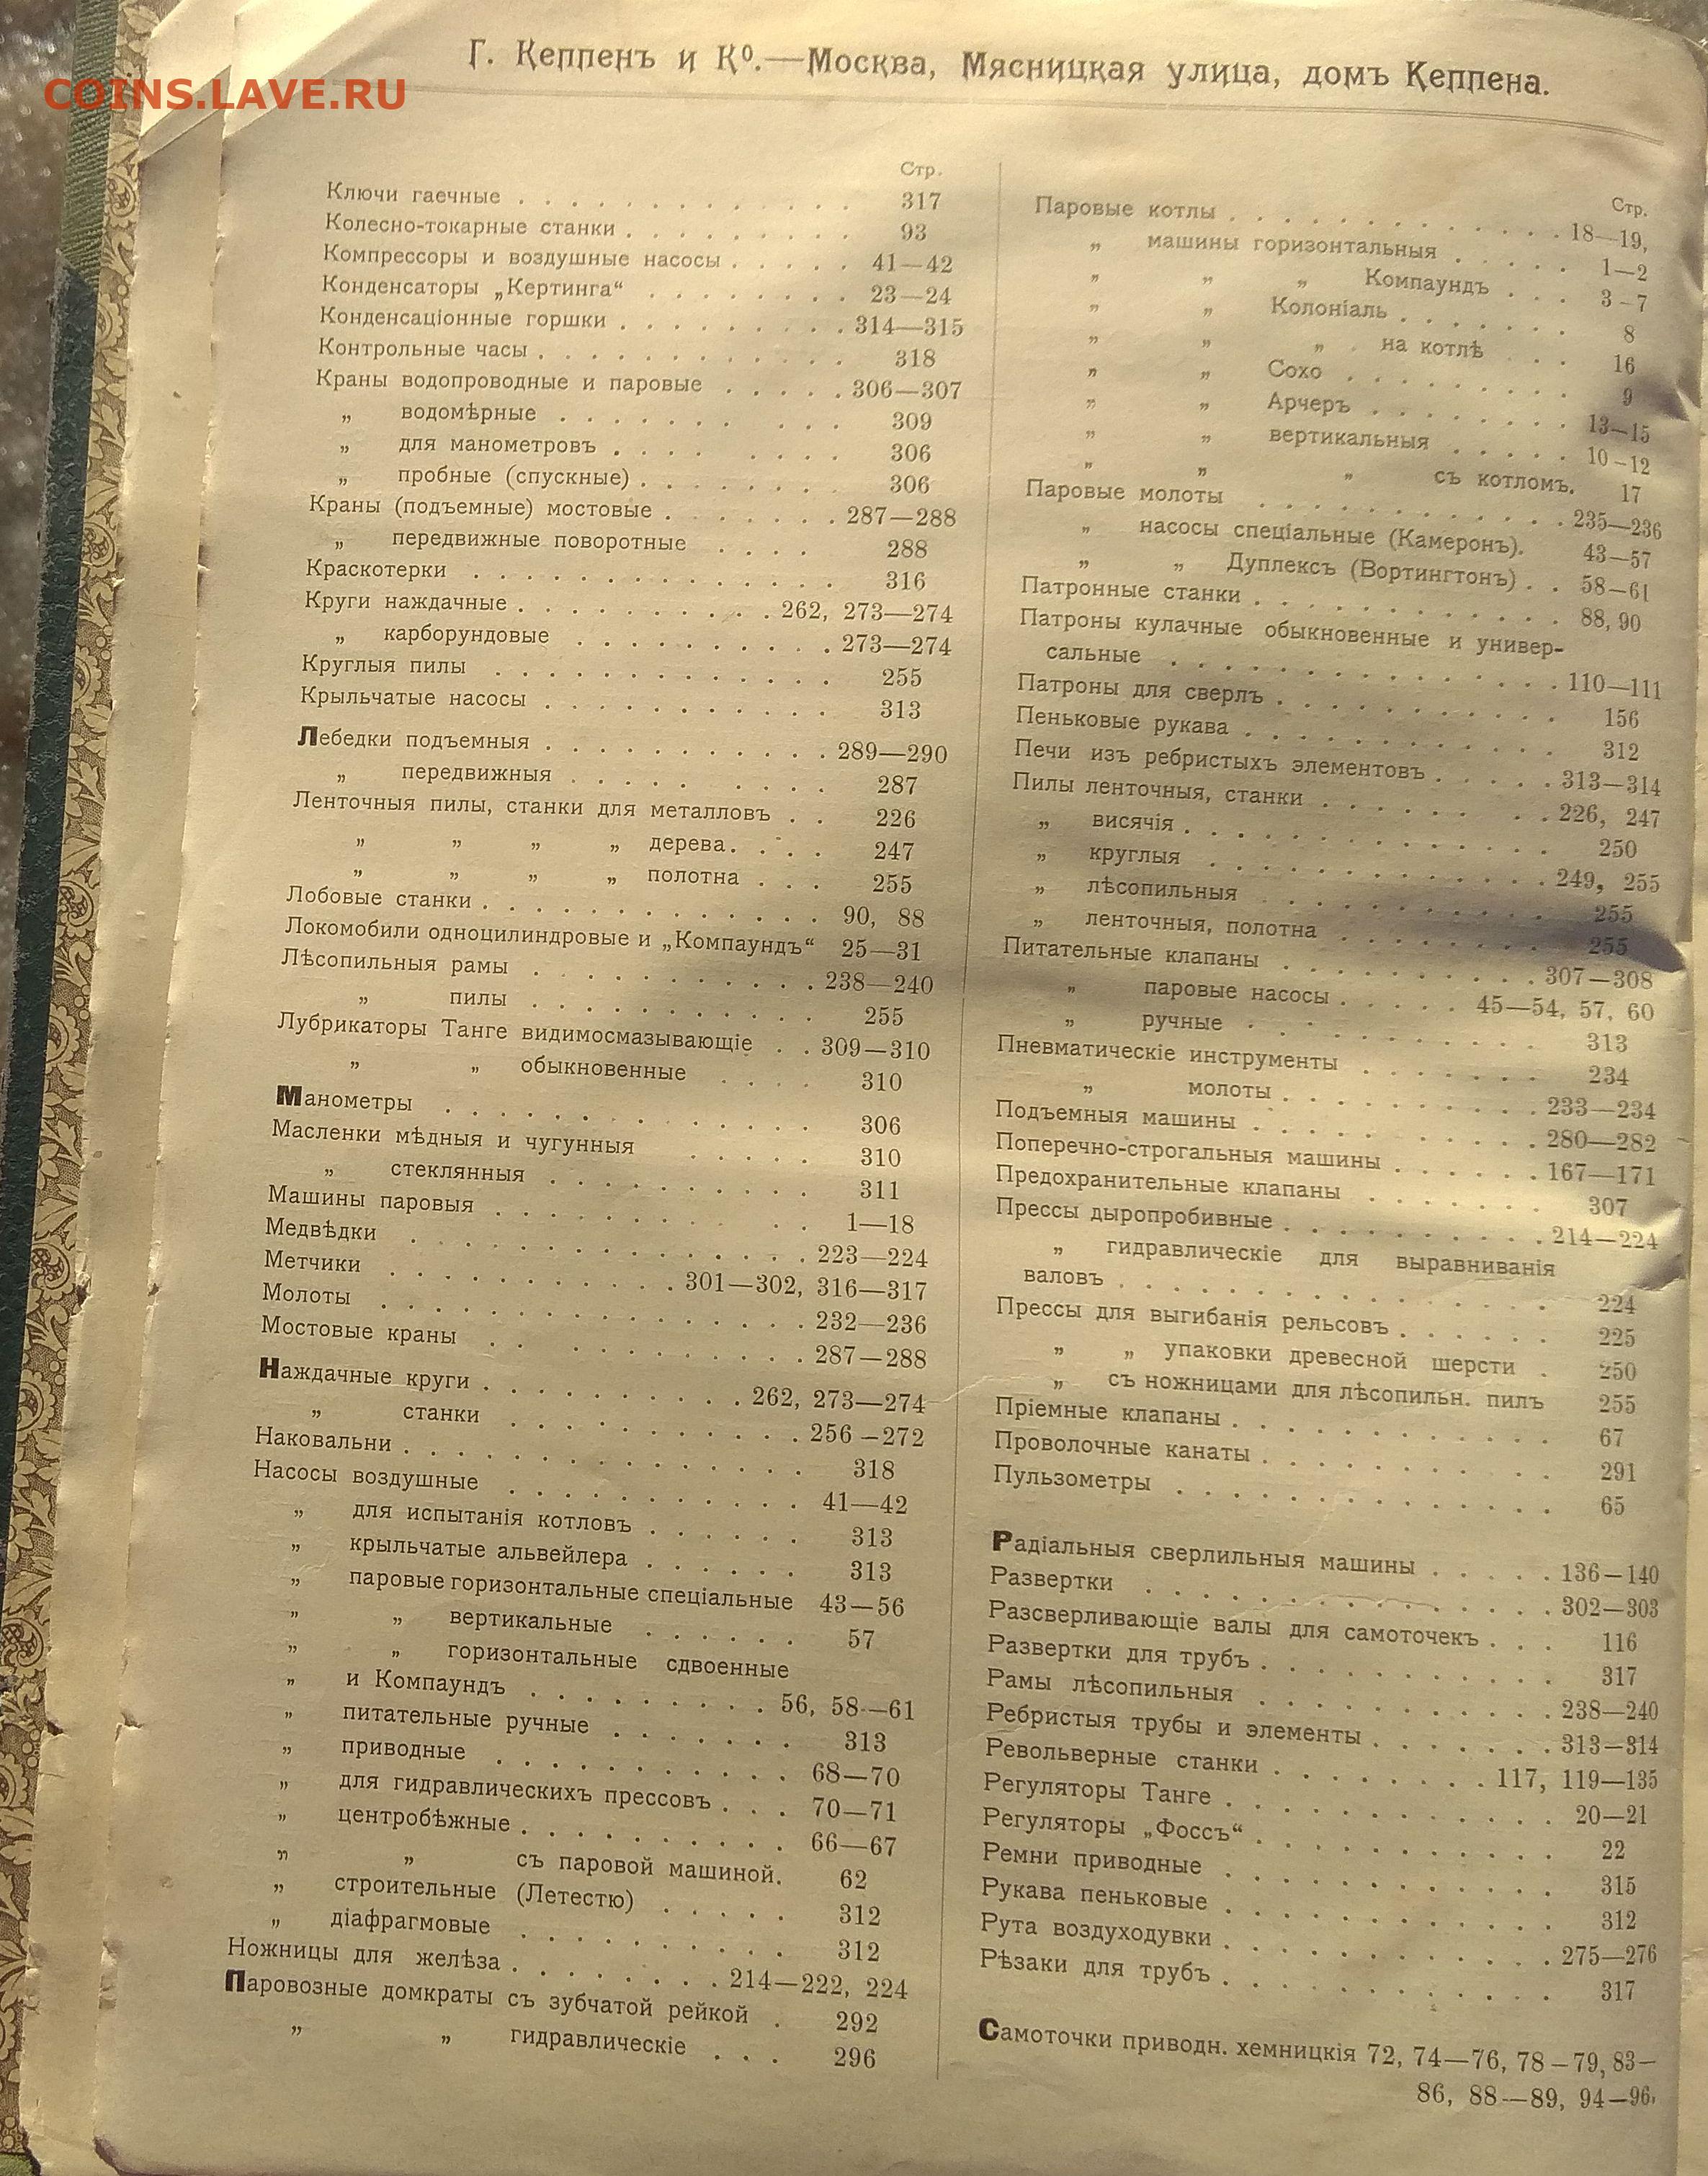 Г. Кеппенъ и Ко.—Москва, Мясницкая улица, домъ Кеппена.
COINS.LAVE.RU
Стр.
Ключи гаечные . . . . . . . . . . . . 317
Колесно-токарные станки . . . . . . . . . 93
Компрессоры и воздушные насосы . . . . . 41—42
Конденсаторы „Кертинга“ . . . . . . . . 23—24
Конденсаціонные горшки . . . . . . . . . 314—315
Контрольные часы . . . . . . . . . . . . 318
Краны водопроводные и паровые . . . . . 306—307
„ водомѣрные . . . . . . . . . . 309
„ для манометровъ . . . . . . . . 306
„ пробные (спускные) . . . . . . . . 306
Краны (подъемные) мостовые . . . . . . . 287—288
„ передвижные поворотные . . . . 288
Краскотерки . . . . . . . . . . . . . 316
Круги наждачные . . . . . . . . . . 262, 273—274
„ карборундовые . . . . . . . . . . 273—274
Круглыя пилы . . . . . . . . . . . . 255
Крыльчатые насосы . . . . . . . . . . 313
Лебедки подъемныя . . . . . . . . . . . 289—290
„ передвижныя . . . . . . . . . . 287
Ленточныя пилы, станки для металловъ . . 226
„ „ „ „ дерева . . . . 247
„ „ „ „ полотна . . . 255
Лобовые станки . . . . . . . . . . . . . 90, 88
Локомобили одноцилиндровые и „Компаундъ“ 25—31
Лѣсопильныя рамы . . . . . . . . . . . 238—240
„ пилы . . . . . . . . . . . 255
Лубрикаторы Танге видимосмазывающіе . . 309—310
„ „ обыкновенные . . . . 310
Манометры . . . . . . . . . . . . . . 306
Масленки мѣдныя и чугунныя . . . . . 310
„ стеклянныя . . . . . . . . . . 311
Машины паровыя . . . . . . . . . . . . 1—18
Медвѣдки . . . . . . . . . . . . . . . 223—224
Метчики . . . . . . . . . . . 301—302, 316—317
Молоты . . . . . . . . . . . . . . . . 232—236
Мостовые краны . . . . . . . . . . . . 287—288
Наждачные круги . . . . . . . . . 262, 273—274
„ станки . . . . . . . . . . . 256—272
Наковальни . . . . . . . . . . . . . . 318
Насосы воздушные . . . . . . . . . . . 41—42
„ для испытанія котловъ . . . . . . 313
„ крыльчатые альвейлера . . . . . . 313
„ паровые горизонтальные спеціальные 43—56
„ „ вертикальные . . . . . . 57
„ „ горизонтальные сдвоенные
„ и Компаундъ . . . . . . . . . 56, 58—61
„ питательные ручные . . . . . . . 313
„ приводные . . . . . . . . . . . 68—70
„ для гидравлическихъ прессовъ . . . 70—71
„ центробѣжные . . . . . . . . . . 66—67
„ „ съ паровой машиной. 62
„ строительные (Летестю) . . . . . 312
„ діафрагмовые . . . . . . . . . . 312
Ножницы для желѣза . . . . . . . . 214—222, 224
Паровозные домкраты съ зубчатой рейкой . 292
„ „ гидравлическіе . . . 296
Стр.
Паровые котлы . . . . . . . . . . . . 18—19,
„ машины горизонтальныя . . . . . 1—2
„ „ „ Компаундъ . . . 3—7
„ „ Колоніаль . . . . . . . 8
„ „ „ на котлѣ . . . 16
„ „ Сохо . . . . . . . . . 9
„ „ Арчеръ . . . . . . . . 13—15
„ „ вертикальныя . . . . . . 10—12
„ „ „ съ котломъ. 17
Паровые молоты . . . . . . . . . . . . 235—236
„ насосы спеціальные (Камеронъ). 43—57
„ „ Дуплексъ (Вортингтонъ) . . 58—61
Патронные станки . . . . . . . . . . . 88, 90
Патроны кулачные обыкновенные и универ-
сальные . . . . . . . . . . . . . . 110—111
Патроны для сверлъ . . . . . . . . . . 156
Пеньковые рукава . . . . . . . . . . . 312
Печи изъ ребристыхъ элементовъ . . . . . 313—314
Пилы ленточныя, станки . . . . . . . 226, 247
„ висячія . . . . . . . . . . . . . 250
„ круглыя . . . . . . . . . . . . 249, 255
„ лѣсопильныя . . . . . . . . . . . 255
„ ленточныя, полотна . . . . . . . . 255
Питательные клапаны . . . . . . . . . . 307—308
„ паровые насосы . . . . . 45—54, 57, 60
„ ручные . . . . . . . . . . 313
Пневматическіе инструменты . . . . . . . 234
„ молоты . . . . . . . . . 233—234
Подъемныя машины . . . . . . . . . . . 280—282
Поперечно-строгальныя машины . . . . . . 167—171
Предохранительные клапаны . . . . . . . 307
Прессы дыропробивные . . . . . . . . . . 214—224
„ гидравлическіе для выравниванія
валовъ . . . . . . . . . . . . . . 224
Прессы для выгибанія рельсовъ . . . . . 225
„ „ упаковки древесной шерсти . 250
„ съ ножницами для лѣсопильн. пилъ 255
Пріемные клапаны . . . . . . . . . . . 67
Проволочные канаты . . . . . . . . . . 291
Пульзометры . . . . . . . . . . . . . 65
Радіальныя сверлильныя машины . . . . . 136—140
Развертки . . . . . . . . . . . . . . . 302—303
Разсверливающіе валы для самоточекъ . . . 116
Развертки для трубъ . . . . . . . . . . 317
Рамы лѣсопильныя . . . . . . . . . . . 238—240
Ребристыя трубы и элементы . . . . . . . 313—314
Револьверные станки . . . . . . . . 117, 119—135
Регуляторы Танге . . . . . . . . . . . . 20—21
Регуляторы „Фоссъ“ . . . . . . . . . . . 22
Ремни приводные . . . . . . . . . . . . 315
Рукава пеньковые . . . . . . . . . . . . 312
Рута воздуходувки . . . . . . . . . . . 275—276
Рѣзаки для трубъ . . . . . . . . . . . . 317
Самоточки приводн. хемницкія 72, 74—76, 78—79, 83—
86, 88—89, 94—96,